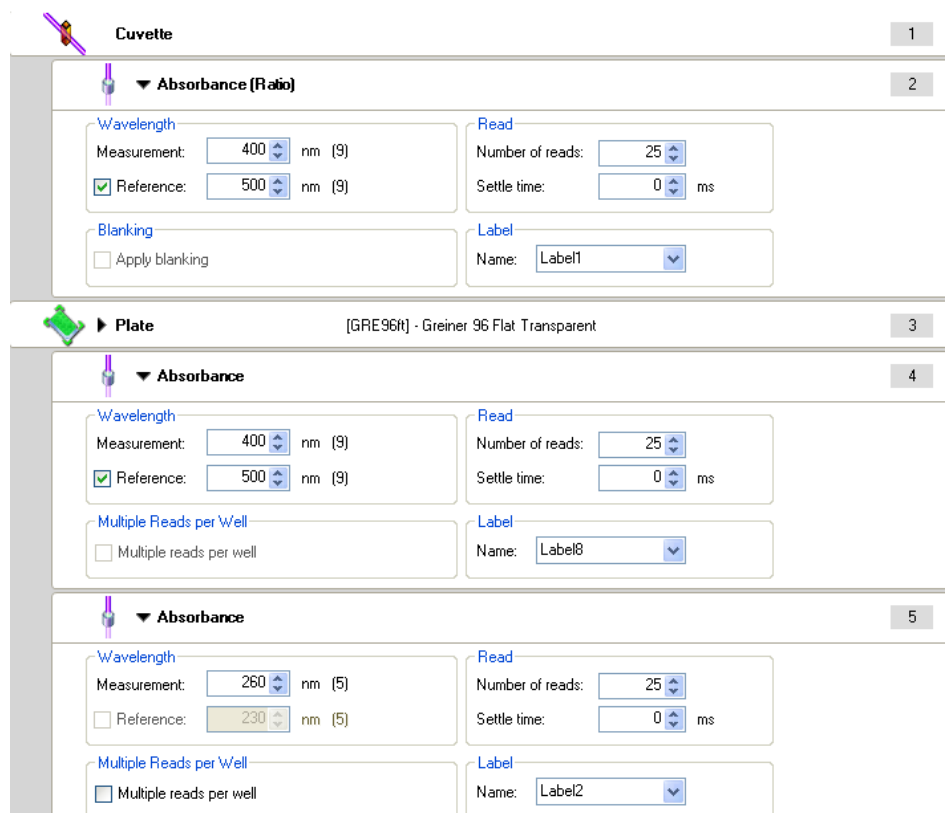 Cuvette 1
Absorbance (Ratio) 2
Wavelength Read
Measurement: 400 nm (9) Number of reads: 25
Reference: 500 nm (9) Settle time: 0 ms
Blanking Label
Apply blanking Name: Label1
Plate [GRE96ft] - Greiner 96 Flat Transparent 3
Absorbance 4
Wavelength Read
Measurement: 400 nm (9) Number of reads: 25
Reference: 500 nm (9) Settle time: 0 ms
Multiple Reads per Well Label
Multiple reads per well Name: Label8
Absorbance 5
Wavelength Read
Measurement: 260 nm (5) Number of reads: 25
Reference: 230 nm (5) Settle time: 0 ms
Multiple Reads per Well Label
Multiple reads per well Name: Label2